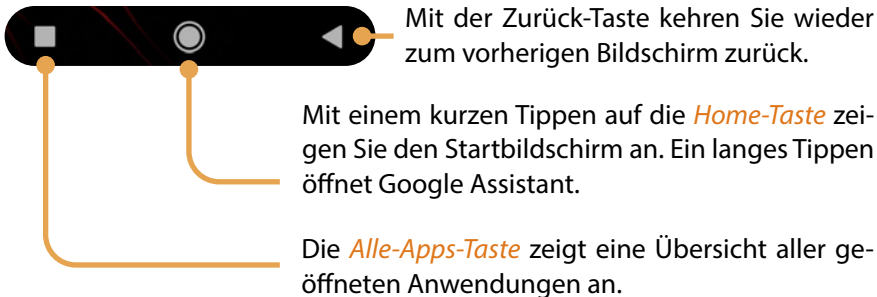 Mit der Zurück-Taste kehren Sie wieder
zum vorherigen Bildschirm zurück.
Mit einem kurzen Tippen auf die Home-Taste zei-
gen Sie den Startbildschirm an. Ein langes Tippen
öffnet Google Assistant.
Die Alle-Apps-Taste zeigt eine Übersicht aller ge-
öffneten Anwendungen an.